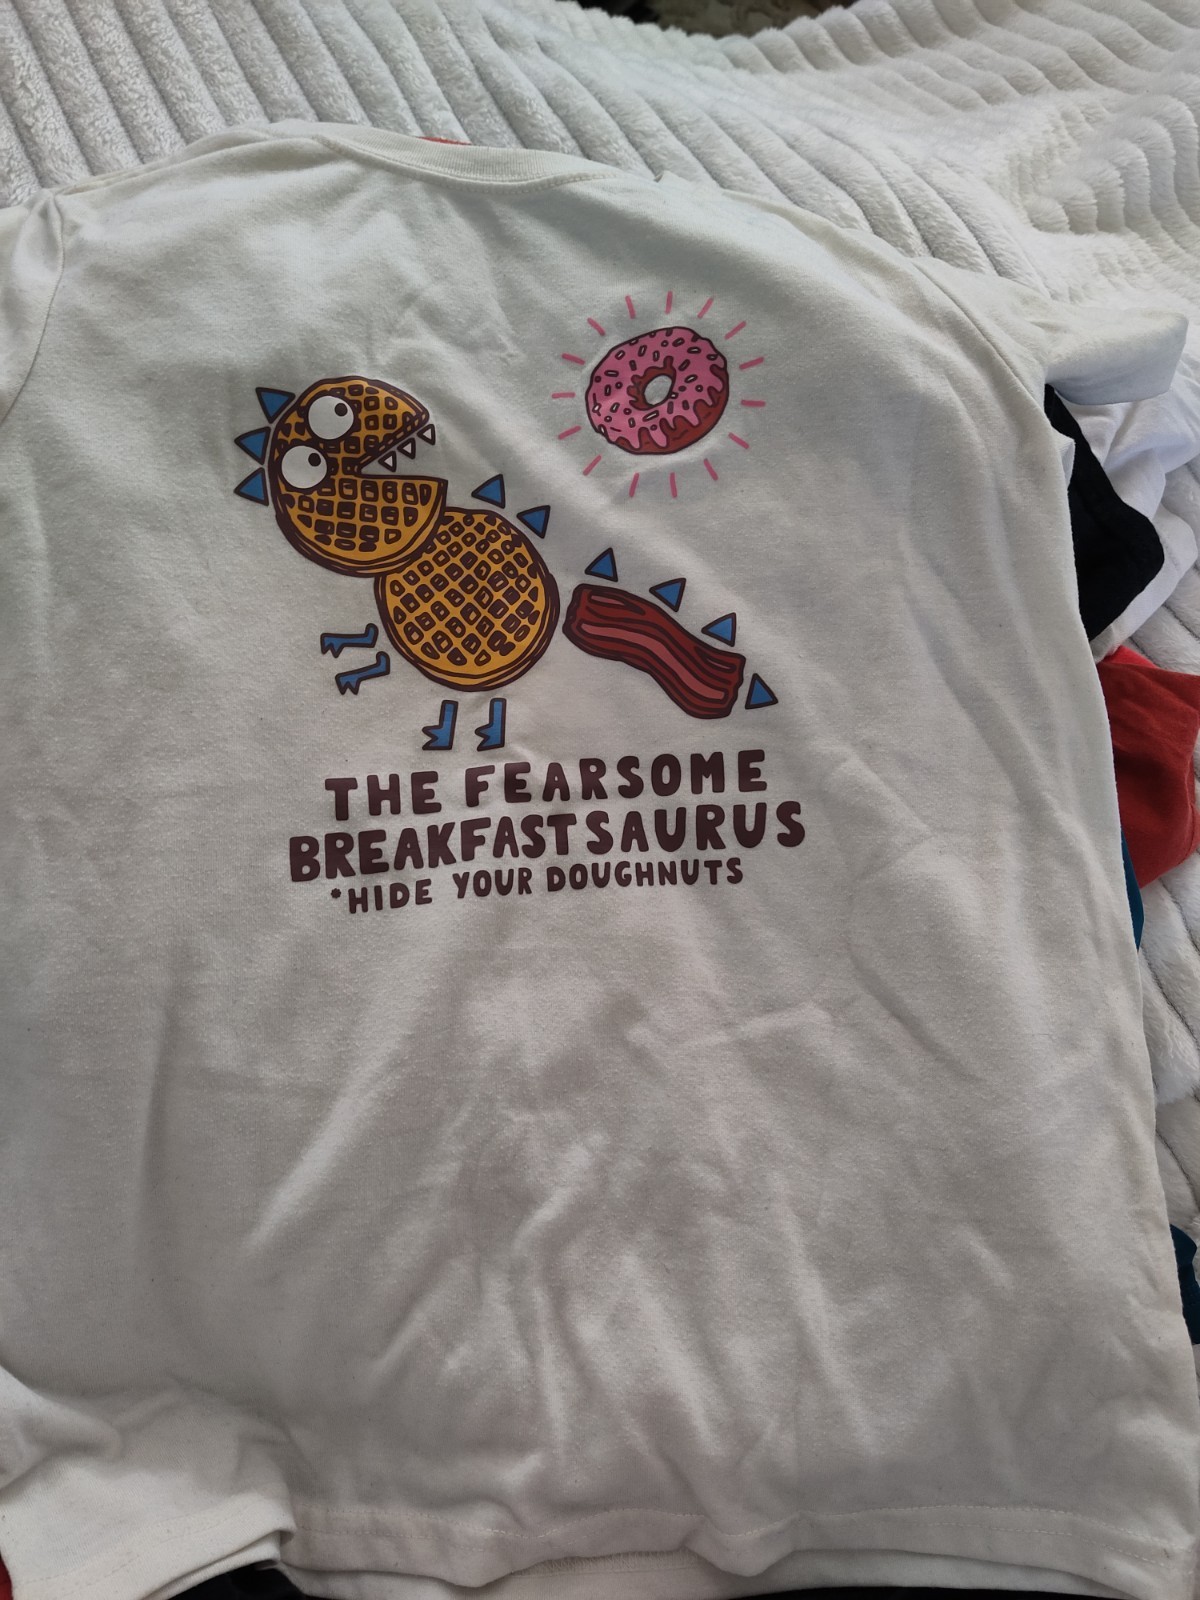 THE FEARSOME
BREAKFASTSAURUS
*HIDE YOUR DOUGHNUTS